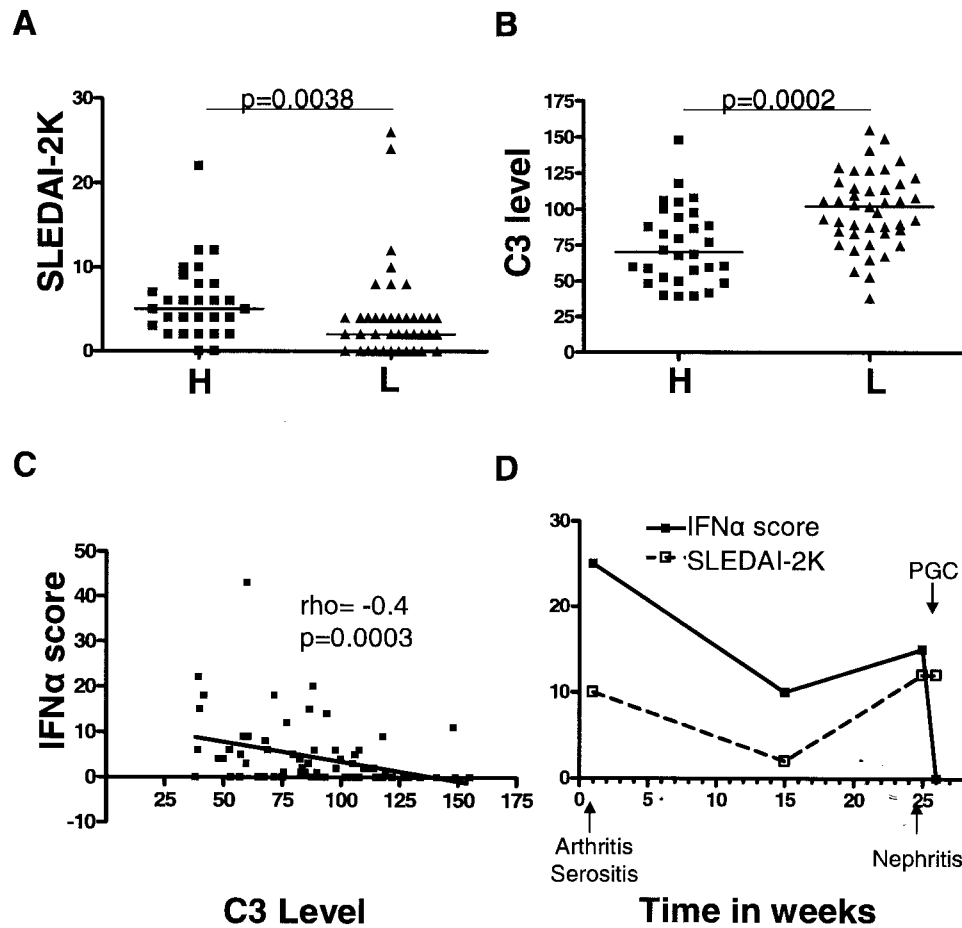 A
B
p=0.0038
p=0.0002
SLEDAI-2K
30
20
10
0
H
L
C3 level
175
150
125
100
75
50
25
0
H
L
C
D
IFNα score
50
40
30
20
10
0
-10
rho= -0.4
p=0.0003
25
50
75
100
125
150
175
C3 Level
30
20
10
0
IFNα score
SLEDAI-2K
PGC
0
5
10
15
20
25
Arthritis
Serositis
Nephritis
Time in weeks